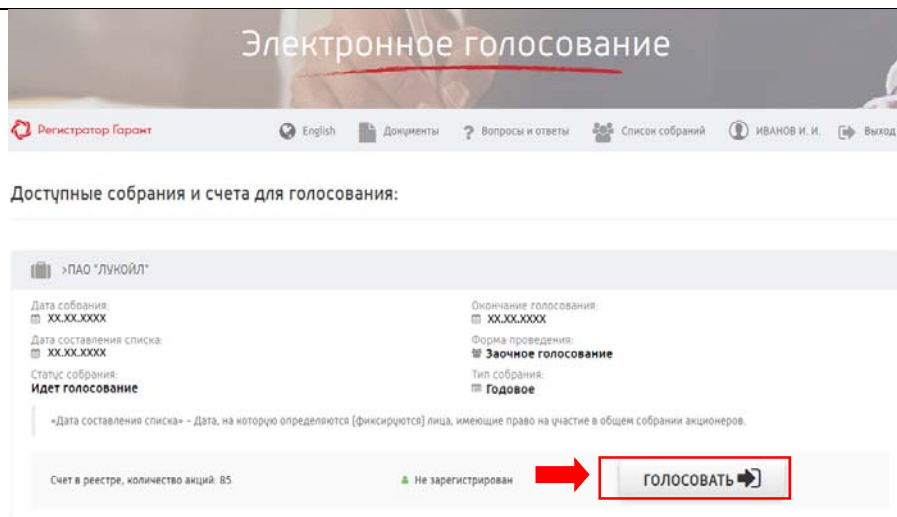 Электронное голосование
Регистратор Гарант English Документы ? Вопросы и ответы Список собраний ИВАНОВ И. И. Выход
Доступные собрания и счета для голосования:
>ПАО "ЛУКОЙЛ"
Дата собрания: Окончание голосования:
XX.XX.XXXX XX.XX.XXXX
Дата составления списка: Форма проведения:
XX.XX.XXXX Заочное голосование
Статус собрания: Тип собрания:
Идет голосование Годовое
«Дата составления списка» – Дата, на которую определяются (фиксируются) лица, имеющие право на участие в общем собрании акционеров.
Счет в реестре, количество акций: 85 Не зарегистрирован ГОЛОСОВАТЬ